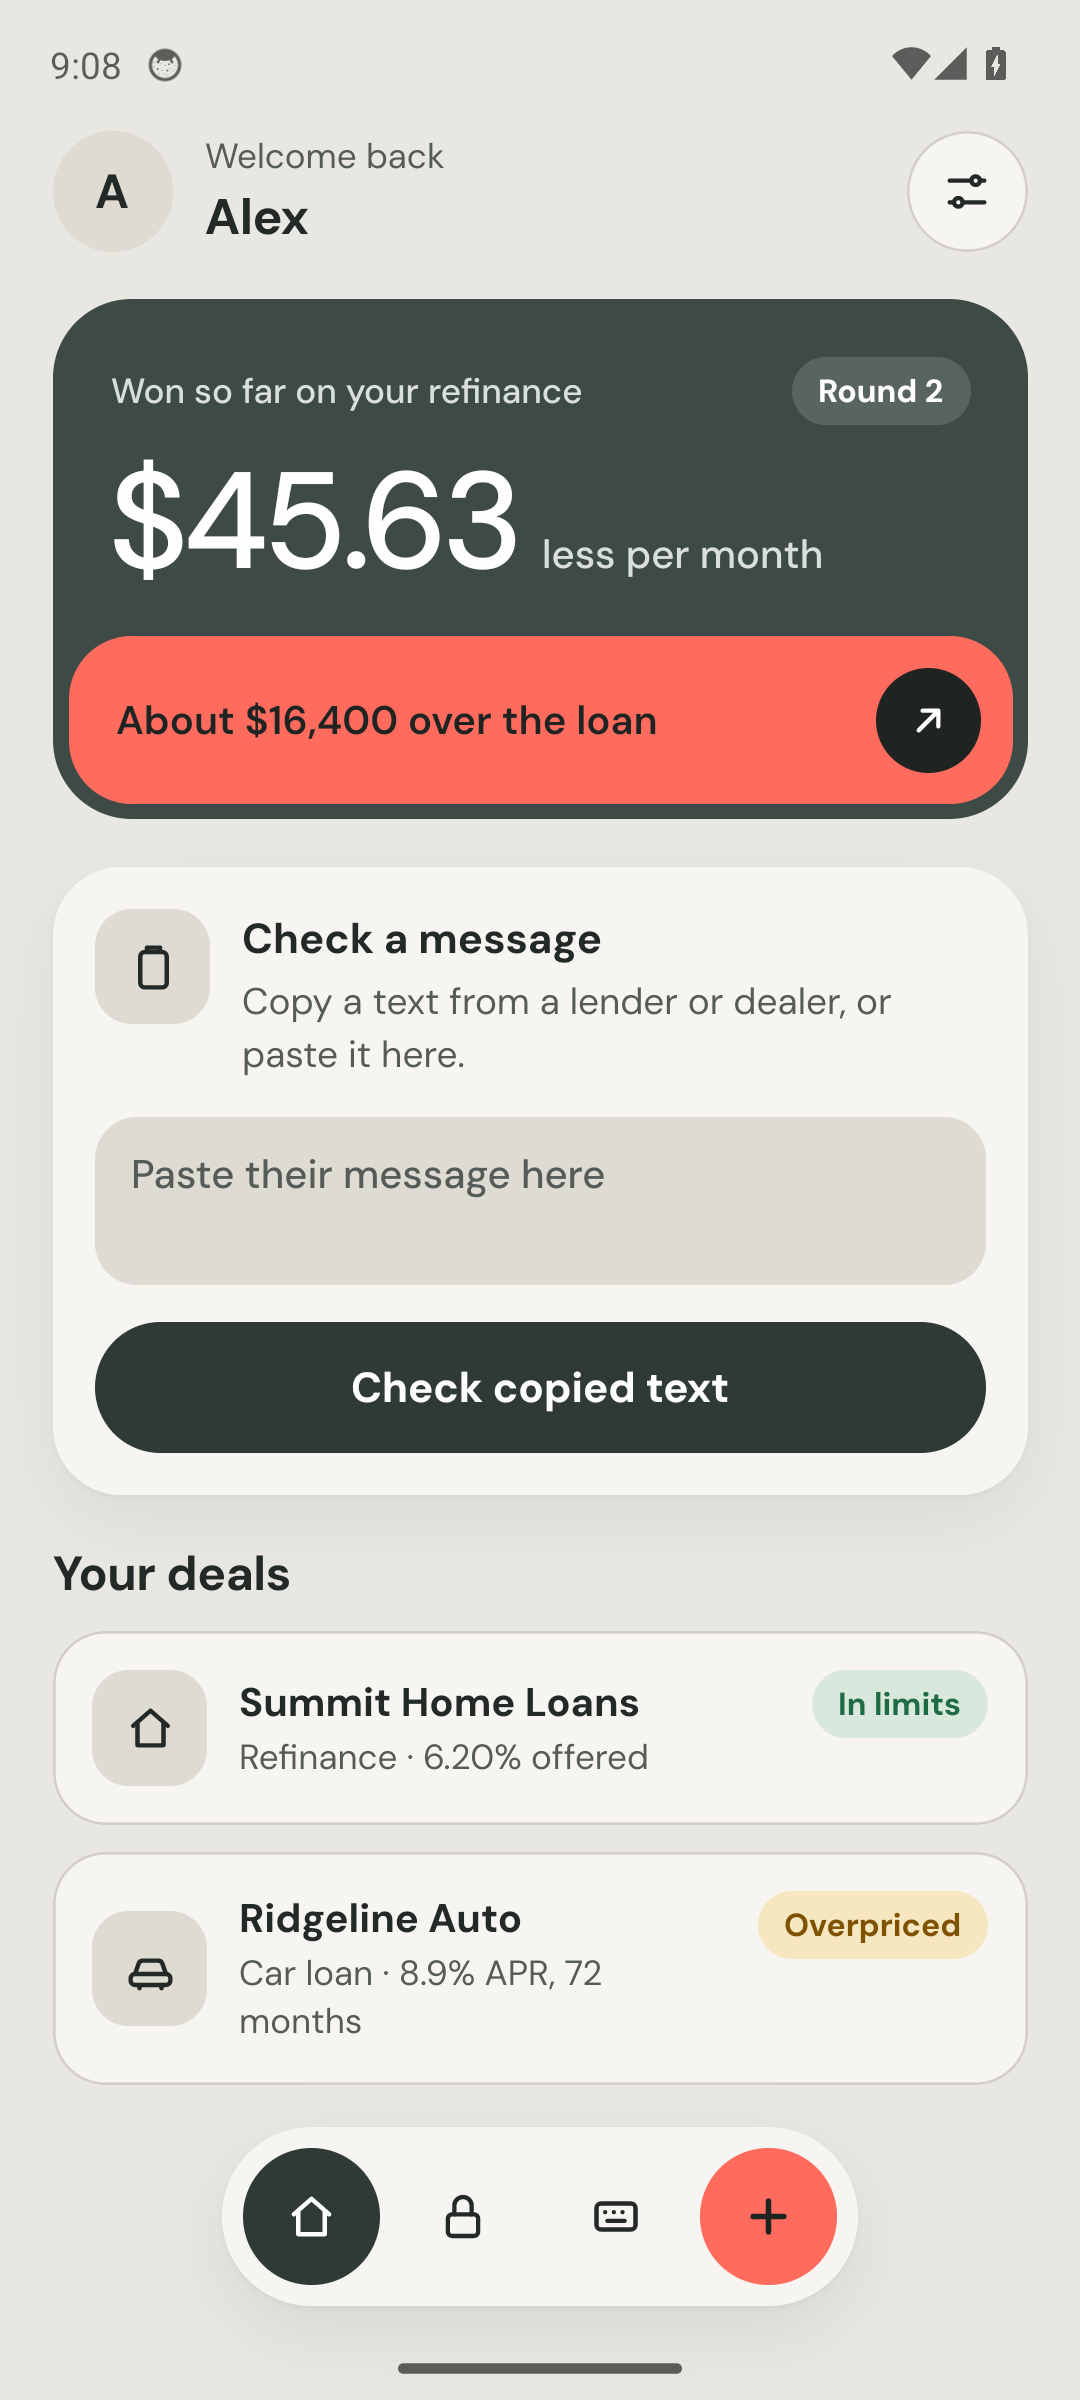 9:08
A
Welcome back
Alex
Won so far on your refinance
Round 2
$45.63 less per month
About $16,400 over the loan
Check a message
Copy a text from a lender or dealer, or
paste it here.
Paste their message here
Check copied text
Your deals
Summit Home Loans
In limits
Refinance · 6.20% offered
Ridgeline Auto
Overpriced
Car loan · 8.9% APR, 72
months